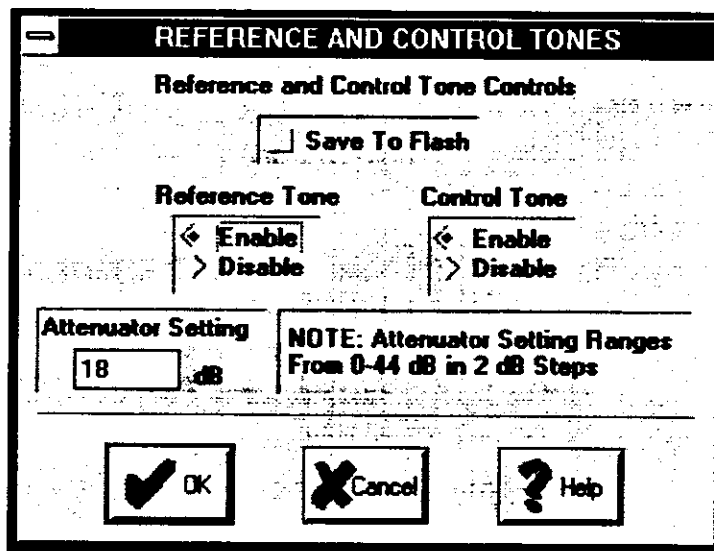 REFERENCE AND CONTROL TONES
Reference and Control Tone Controls
Save To Flash
Reference Tone
Enable
Disable
Control Tone
Enable
Disable
Attenuator Setting
18 dB
NOTE: Attenuator Setting Ranges
From 0-44 dB in 2 dB Steps
OK
Cancel
Help